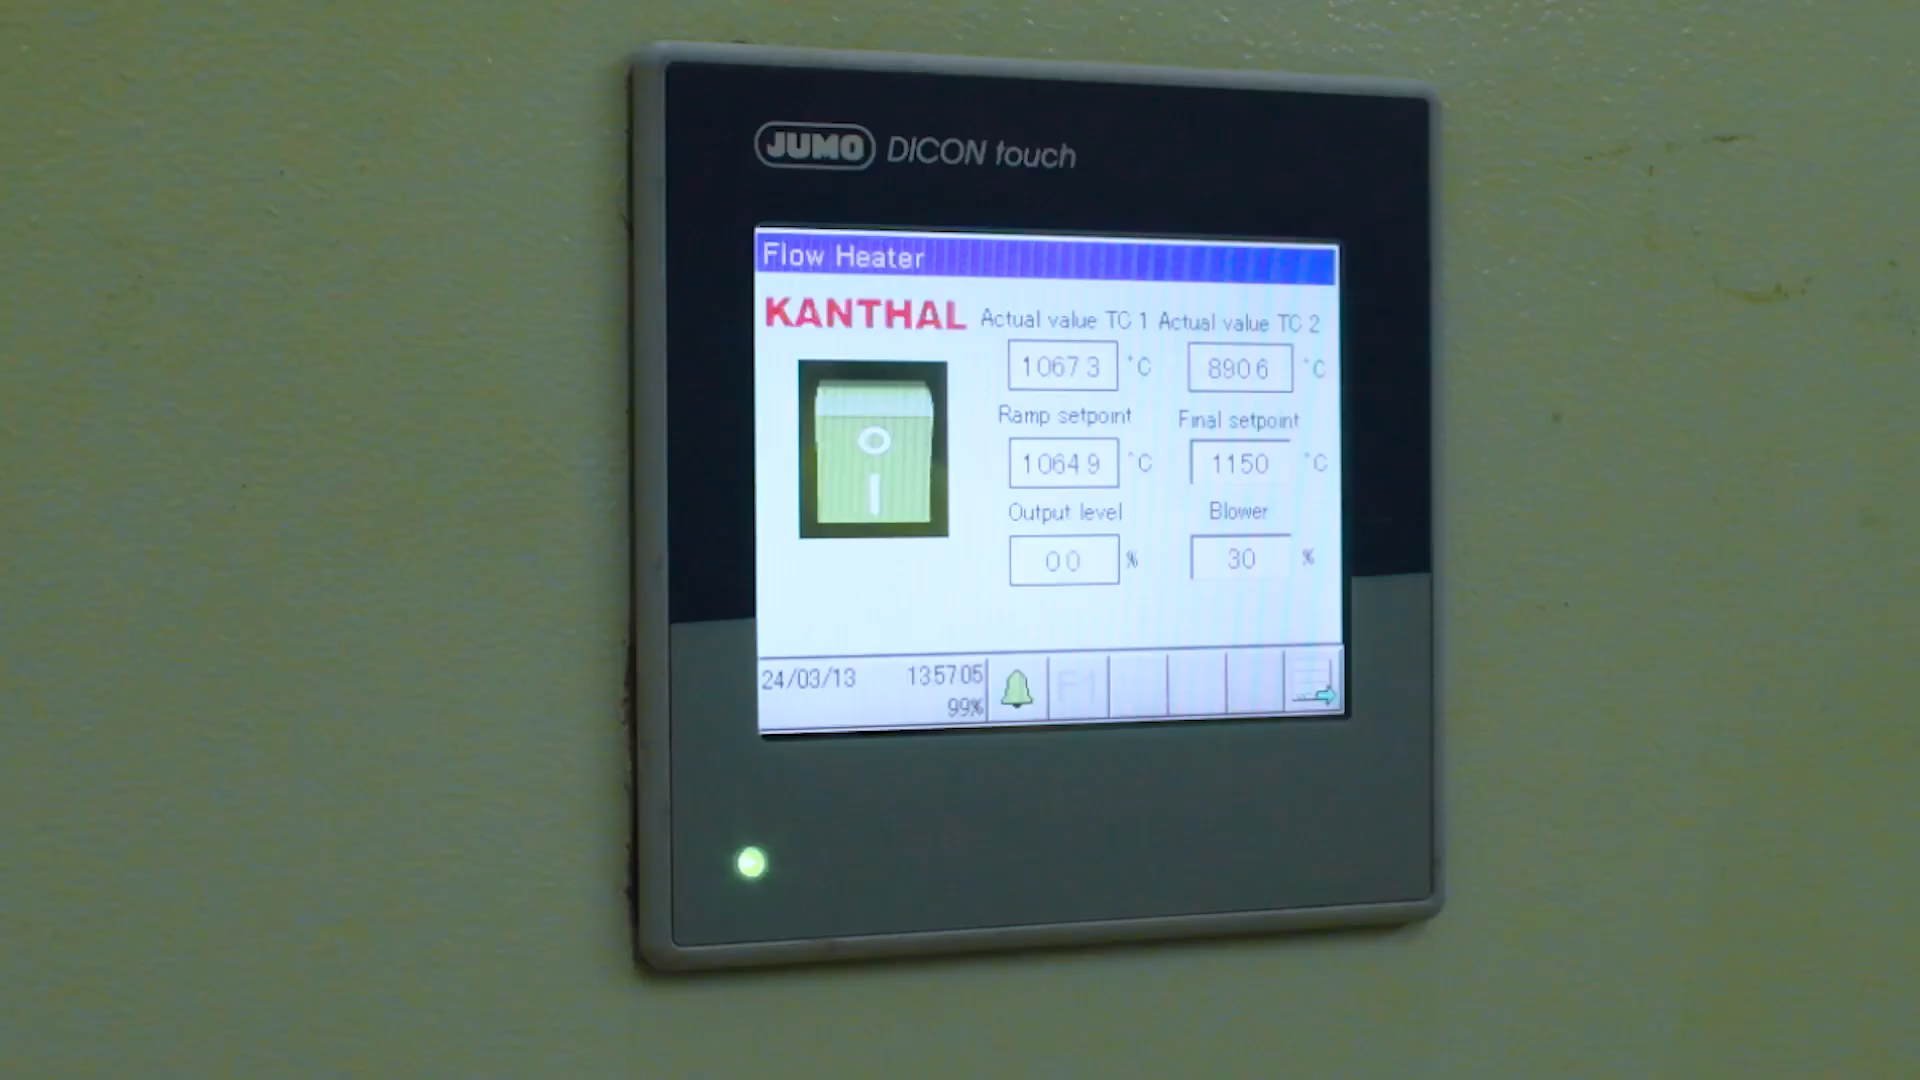 JUMO DICON touch
Flow Heater
KANTHAL
Actual value TC 1 Actual value TC 2
1067.3 °C 890.6 °C
Ramp setpoint Final setpoint
1064.9 °C 1150 °C
Output level Blower
0.0 % 30 %
24/03/13 13:57:05
99%
F1